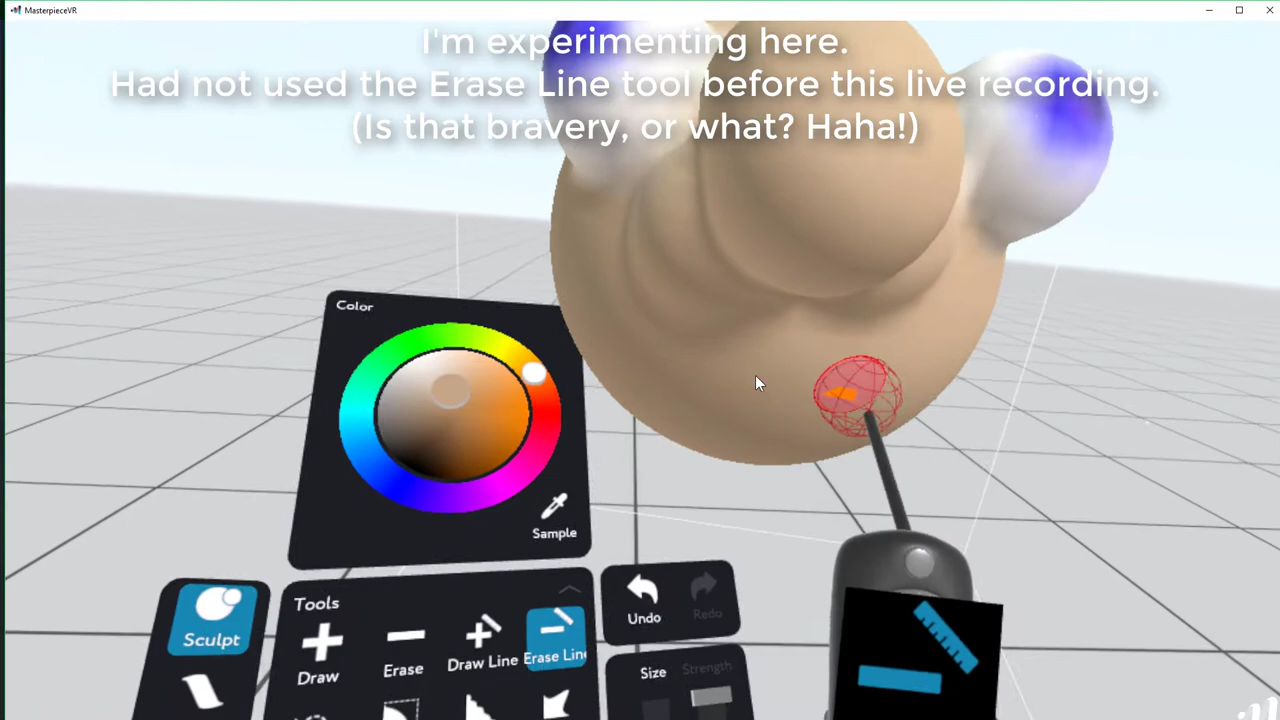 MasterpieceVR
I'm experimenting here.
Had not used the Erase Line tool before this live recording.
(Is that bravery, or what? Haha!)
Color
Sample
Sculpt
Tools
Draw
Erase
Draw Line
Erase Line
Undo
Redo
Size
Strength